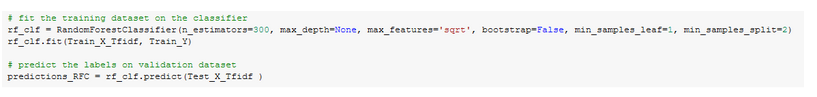 # fit the training dataset on the classifier
rf_clf = RandomForestClassifier(n_estimators=300, max_depth=None, max_features='sqrt', bootstrap=False, min_samples_leaf=1, min_samples_split=2)
rf_clf.fit(Train_X_Tfidf, Train_Y)
# predict the labels on validation dataset
predictions_RFC = rf_clf.predict(Test_X_Tfidf )